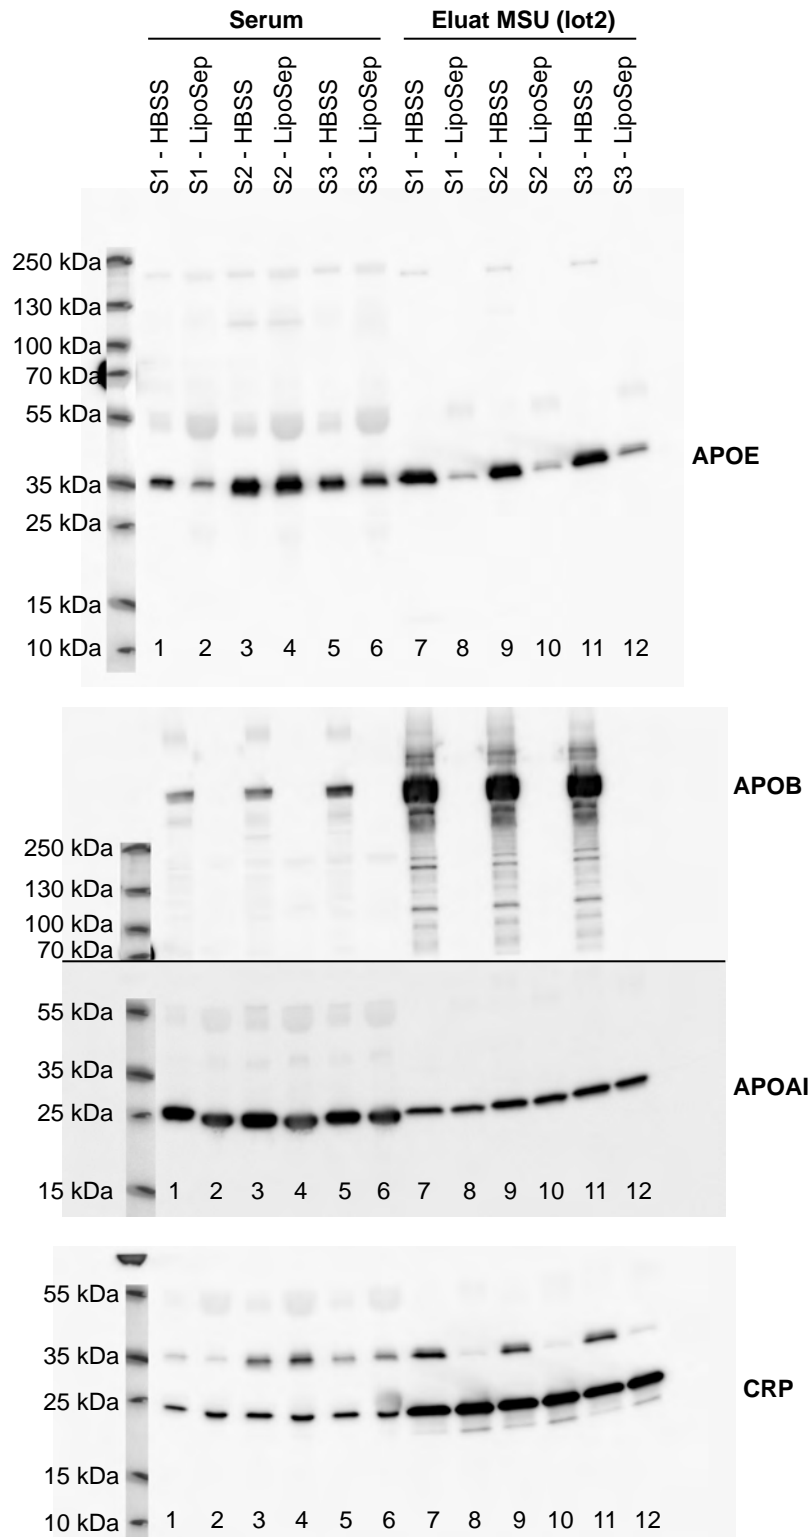 Serum Eluat MSU (lot2)
S1 - HBSS S1 - LipoSep S2 - HBSS S2 - LipoSep S3 - HBSS S3 - LipoSep S1 - HBSS S1 - LipoSep S2 - HBSS S2 - LipoSep S3 - HBSS S3 - LipoSep
250 kDa
130 kDa
100 kDa
70 kDa
55 kDa
APOE
35 kDa
25 kDa
15 kDa
10 kDa 1 2 3 4 5 6 7 8 9 10 11 12
APOB
250 kDa
130 kDa
100 kDa
70 kDa
55 kDa
35 kDa
APOAI
25 kDa
15 kDa 1 2 3 4 5 6 7 8 9 10 11 12
55 kDa
35 kDa
CRP
25 kDa
15 kDa
10 kDa 1 2 3 4 5 6 7 8 9 10 11 12